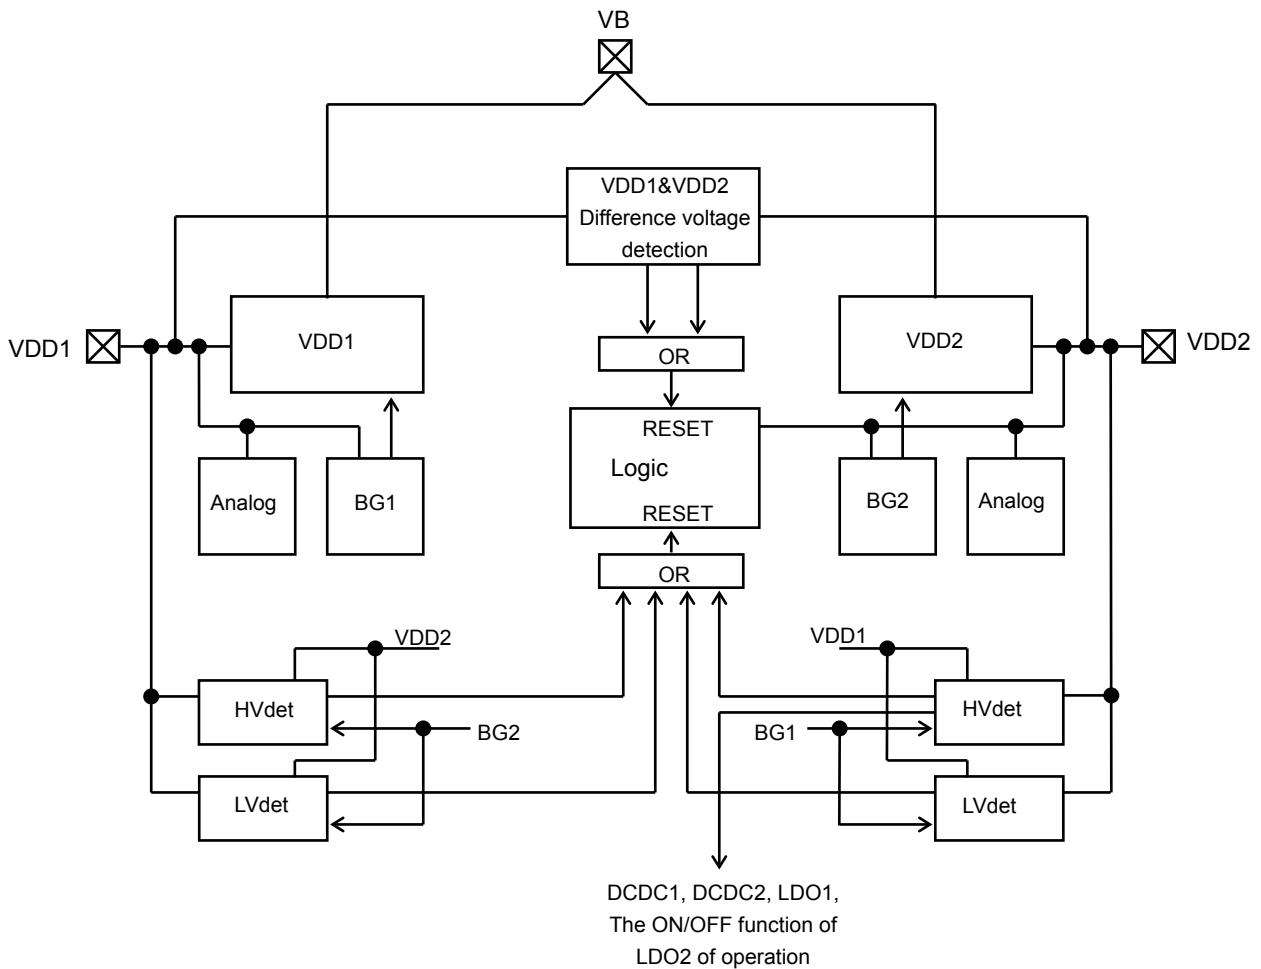 VB
VDD1&VDD2
Difference voltage
detection
VDD1
VDD1
OR
VDD2
VDD2
RESET
Logic
RESET
Analog
BG1
BG2
Analog
OR
VDD2
VDD1
HVdet
HVdet
BG2
BG1
LVdet
LVdet
DCDC1, DCDC2, LDO1,
The ON/OFF function of
LDO2 of operation